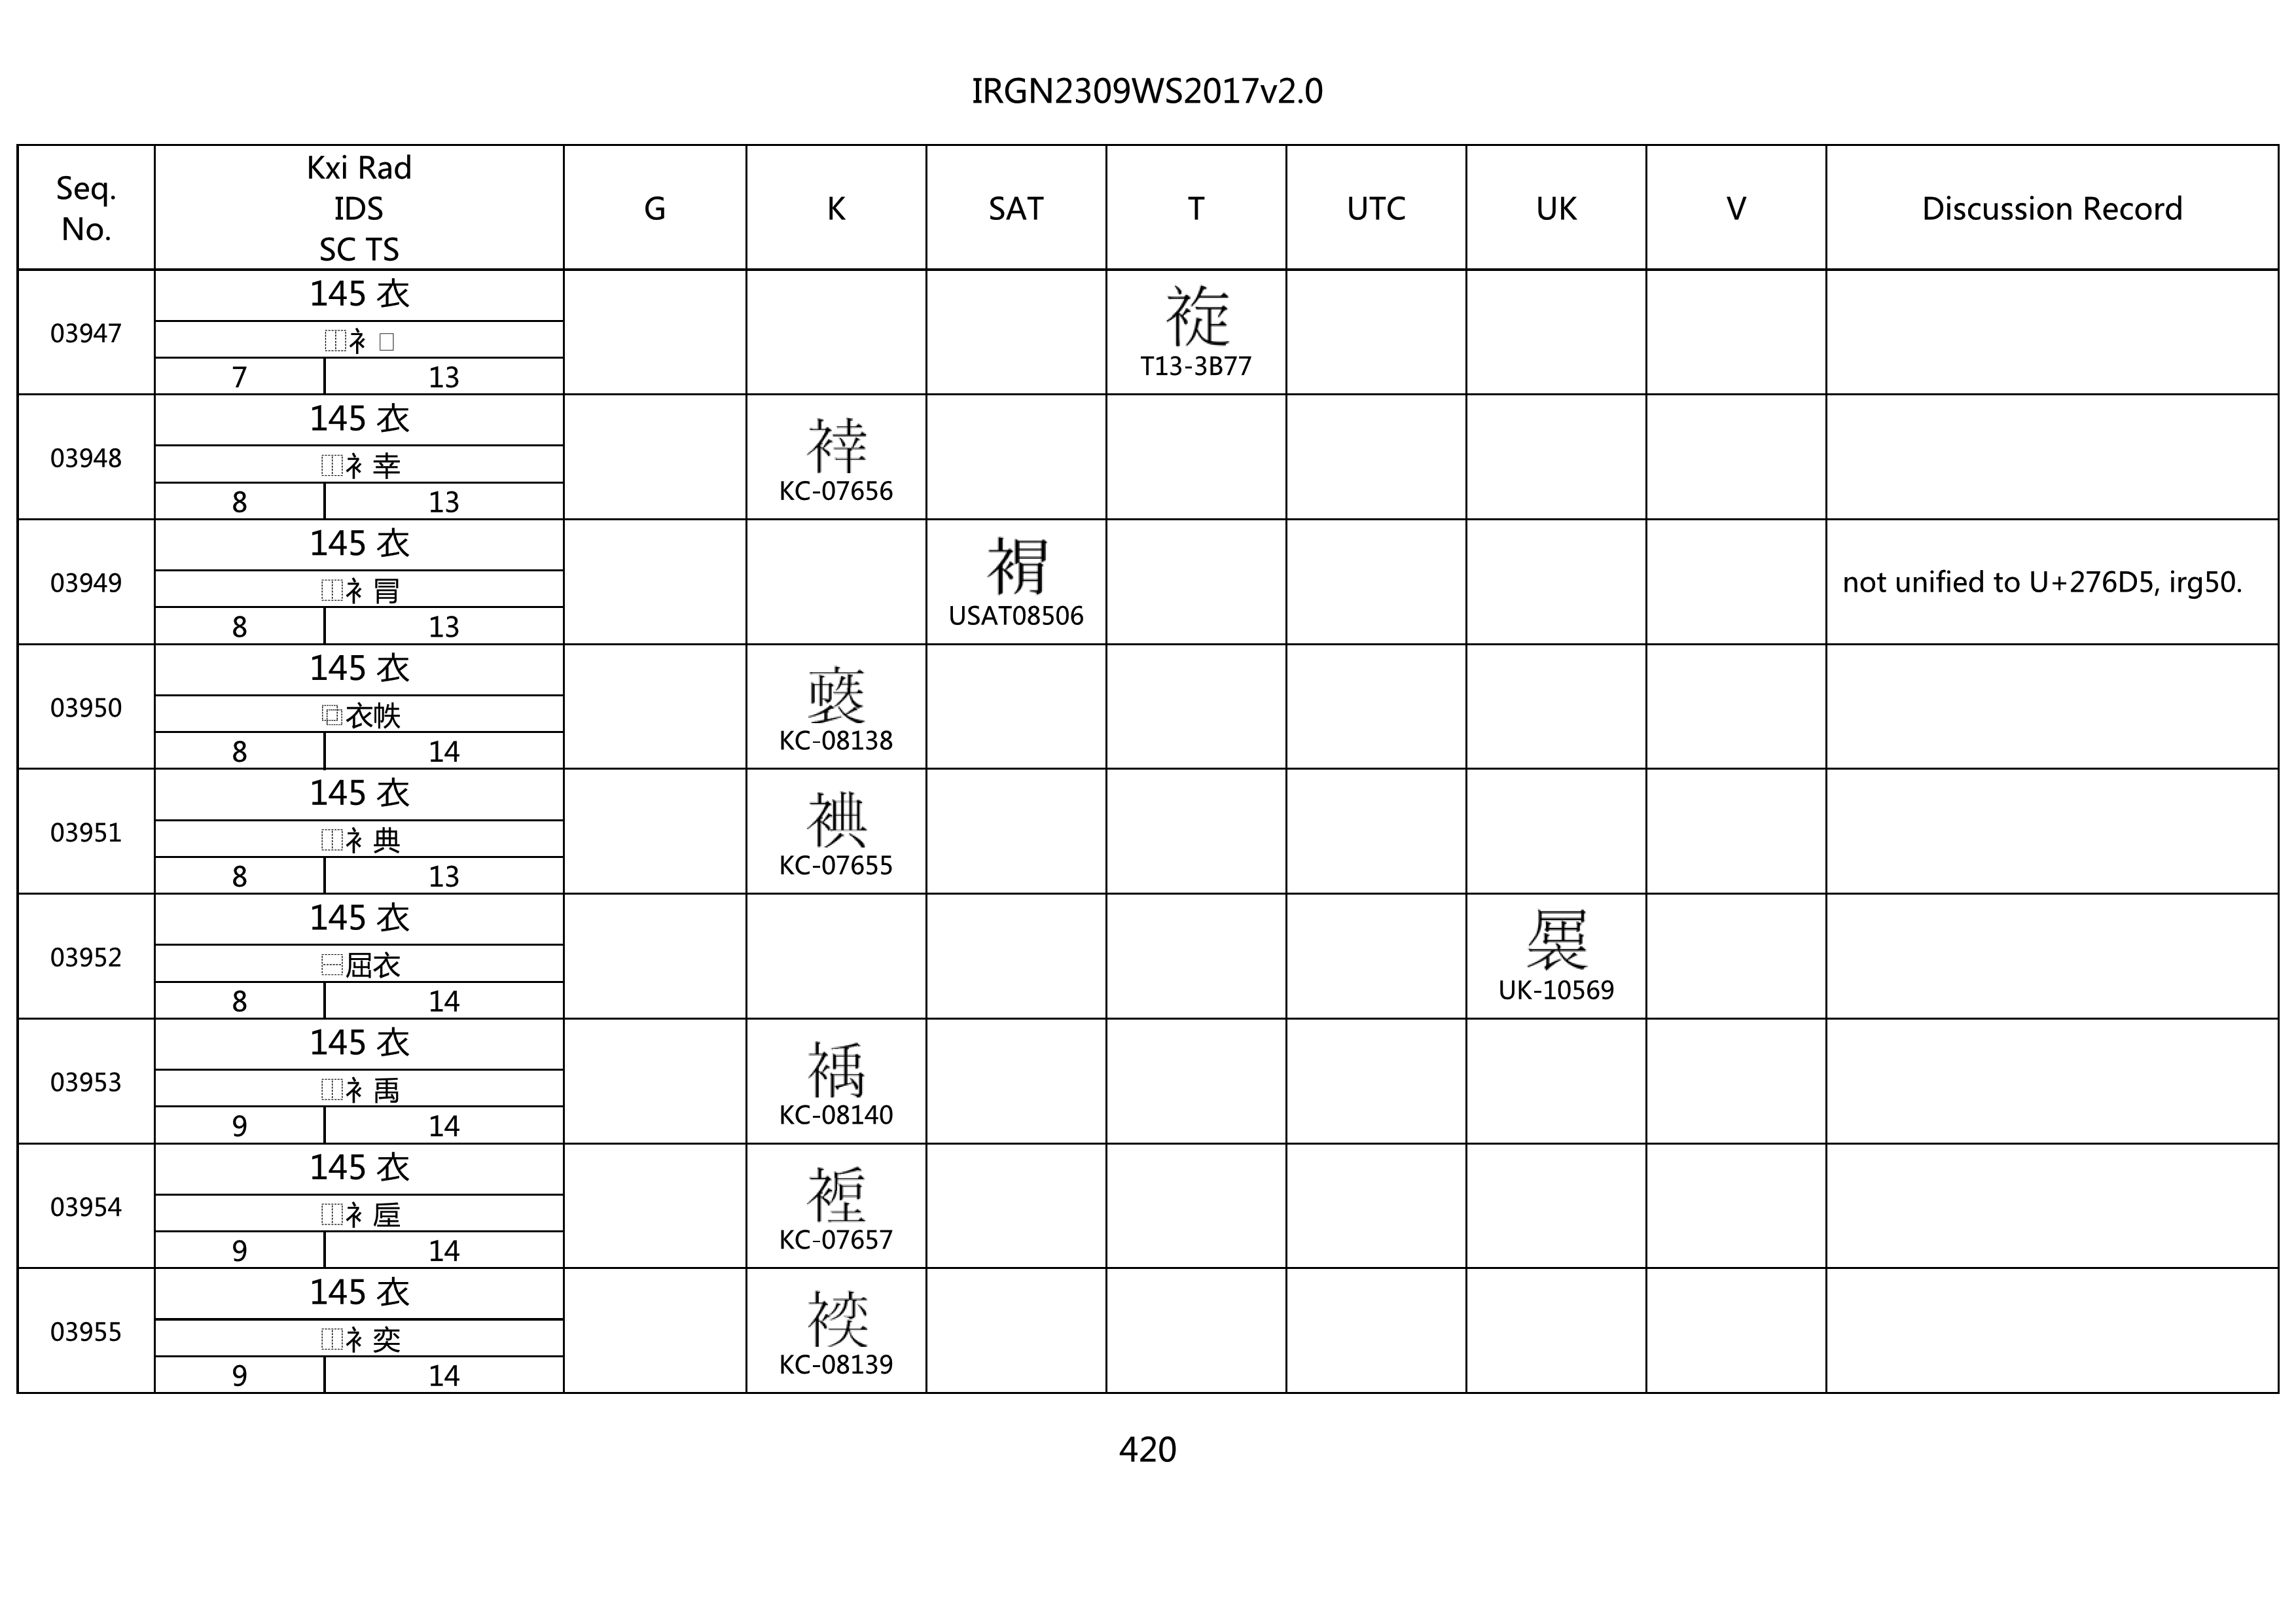 IRGN2309WS2017v2.0
Seq. No.
Kxi Rad
IDS
SC TS
G
K
SAT
T
UTC
UK
V
Discussion Record
03947
145 衣
⿰衤
7 13
T13-3B77
03948
145 衣
⿰衤幸
8 13
KC-07656
03949
145 衣
⿰衤冐
8 13
USAT08506
not unified to U+276D5, irg50.
03950
145 衣
⿻衣帙
8 14
KC-08138
03951
145 衣
⿰衤典
8 13
KC-07655
03952
145 衣
⿱屈衣
8 14
UK-10569
03953
145 衣
⿰衤禹
9 14
KC-08140
03954
145 衣
⿰衤垕
9 14
KC-07657
03955
145 衣
⿰衤奕
9 14
KC-08139
420